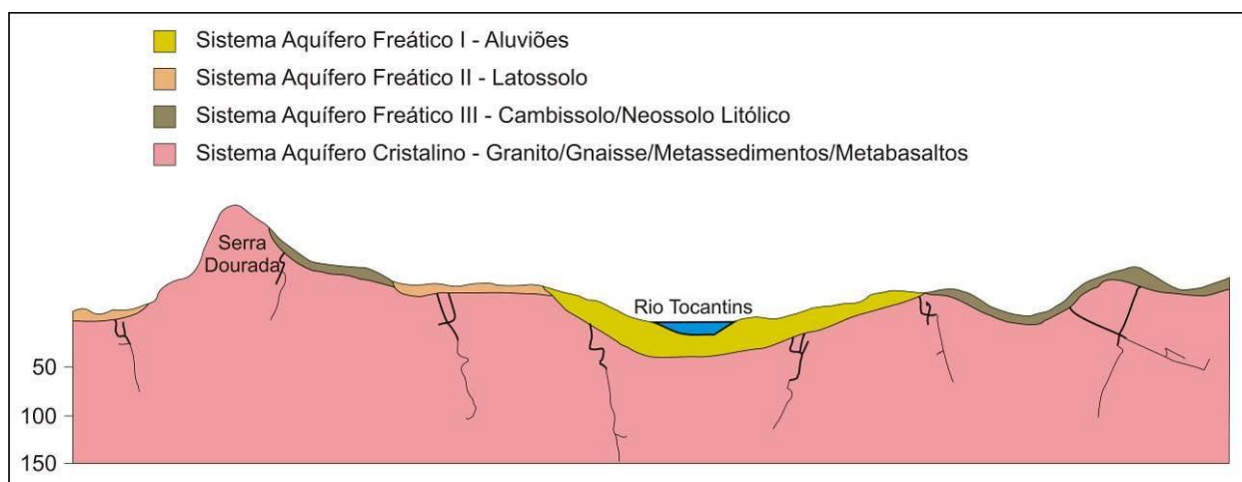 Sistema Aquífero Freático I - Aluviões
Sistema Aquífero Freático II - Latossolo
Sistema Aquífero Freático III - Cambissolo/Neossolo Litólico
Sistema Aquífero Cristalino - Granito/Gnaisse/Metassedimentos/Metabasaltos
Serra
Dourada
Rio Tocantins
50
100
150